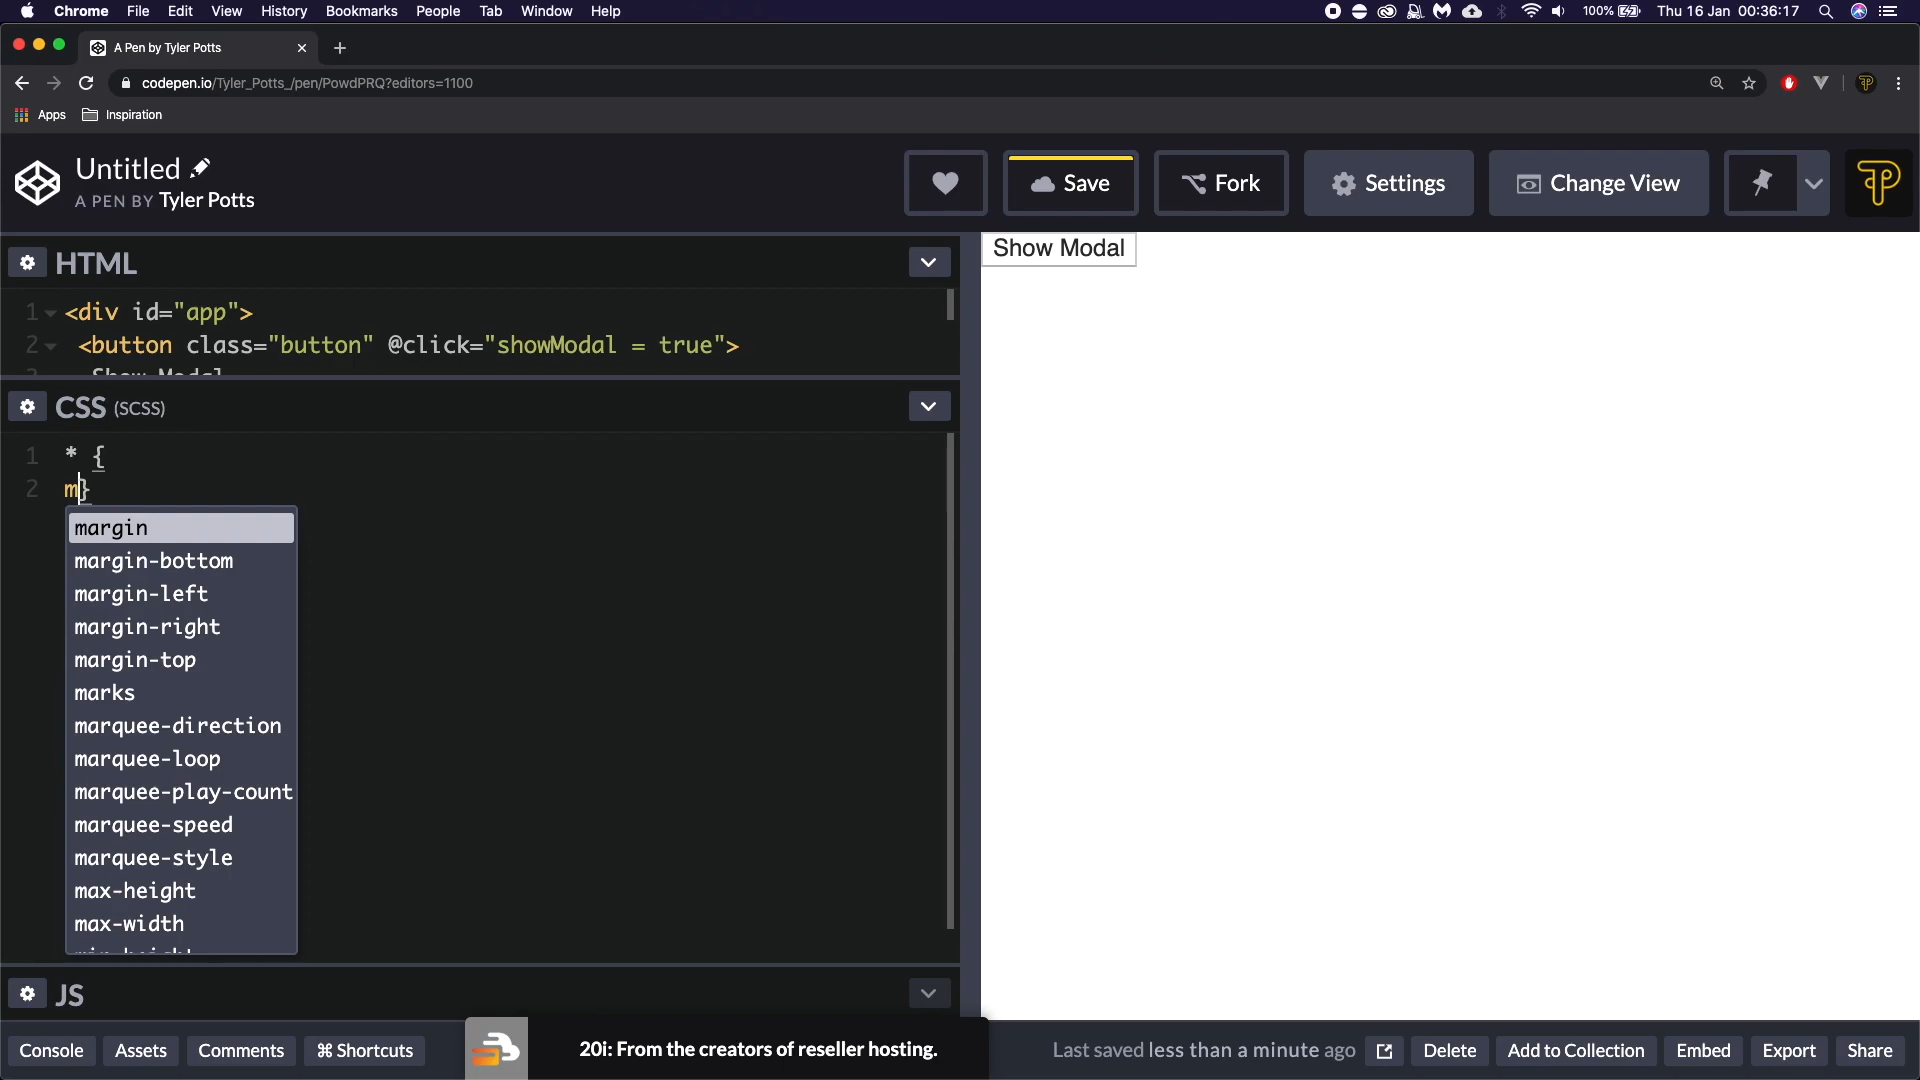 Chrome File Edit View History Bookmarks People Tab Window Help 100% Thu 16 Jan 00:36:17
A Pen by Tyler Potts
codepen.io/Tyler_Potts_/pen/PowdPRQ?editors=1100
Apps Inspiration
Untitled
A PEN BY Tyler Potts
Save Fork Settings Change View
HTML
1 <div id="app">
2 <button class="button" @click="showModal = true">
3 Show Modal
CSS (SCSS)
1 * {
2 m}
margin
margin-bottom
margin-left
margin-right
margin-top
marks
marquee-direction
marquee-loop
marquee-play-count
marquee-speed
marquee-style
max-height
max-width
min-height
JS
Show Modal
Console Assets Comments ⌘ Shortcuts
20i: From the creators of reseller hosting.
Last saved less than a minute ago Delete Add to Collection Embed Export Share